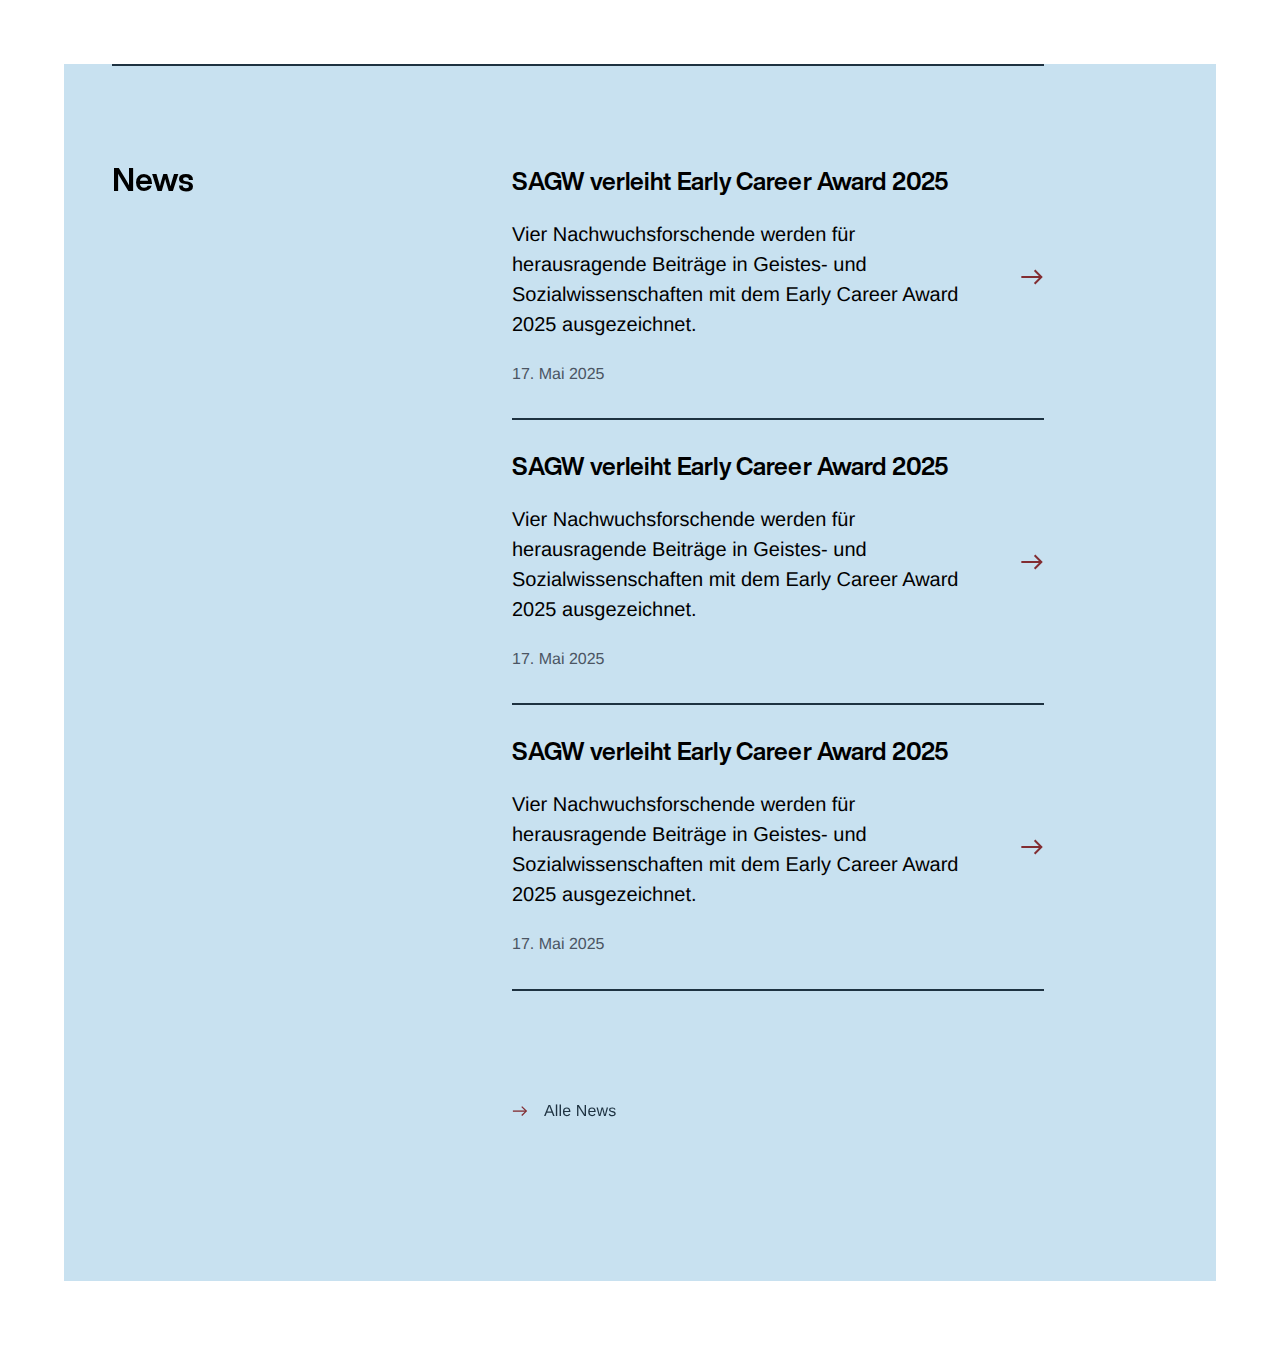 News
SAGW verleiht Early Career Award 2025
Vier Nachwuchsforschende werden für
herausragende Beiträge in Geistes- und
Sozialwissenschaften mit dem Early Career Award
2025 ausgezeichnet.
17. Mai 2025
SAGW verleiht Early Career Award 2025
Vier Nachwuchsforschende werden für
herausragende Beiträge in Geistes- und
Sozialwissenschaften mit dem Early Career Award
2025 ausgezeichnet.
17. Mai 2025
SAGW verleiht Early Career Award 2025
Vier Nachwuchsforschende werden für
herausragende Beiträge in Geistes- und
Sozialwissenschaften mit dem Early Career Award
2025 ausgezeichnet.
17. Mai 2025
Alle News